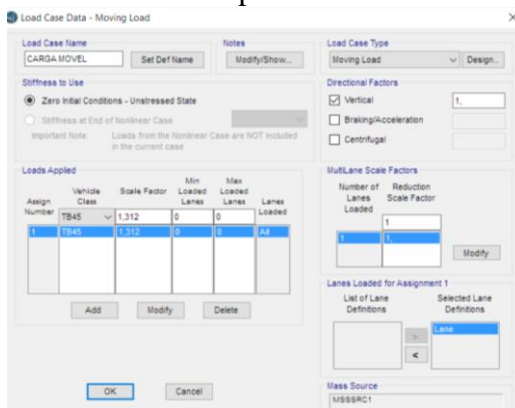 Load Case Data - Moving Load
Load Case Name
CARGA MOVEL
Set Def Name
Notes
Modify/Show...
Load Case Type
Moving Load
Design..
Stiffness to Use
Zero Initial Conditions - Unstressed State
Stiffness at End of Nonlinear Case
Important Note: Loads from the Nonlinear Case are NOT included
in the current case
Directional Factors
Vertical 1,
Braking/Acceleration
Centrifugal
Loads Applied
Assign
Number
Vehicle
Class
Scale Factor
Min
Loaded
Lanes
Max
Loaded
Lanes
Lanes
Loaded
TB45 1,312 0 0
1 TB45 1,312 0 0 All
Add Modify Delete
MultiLane Scale Factors
Number of
Lanes
Loaded
Reduction
Scale Factor
1
1 1,
Modify
Lanes Loaded for Assignment 1
List of Lane
Definitions
Selected Lane
Definitions
Lane
>
<
OK Cancel
Mass Source
MSSSRC1